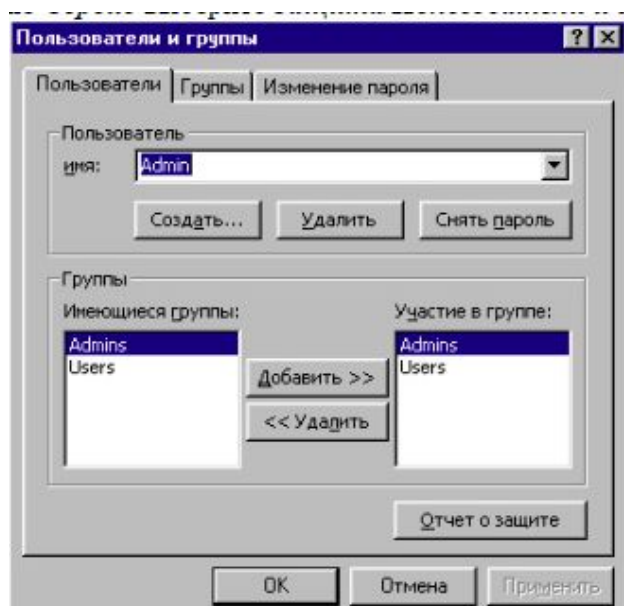 Пользователи и группы
Пользователи Группы Изменение пароля
Пользователь
имя: Admin
Создать... Удалить Снять пароль
Группы
Имеющиеся группы: Участие в группе:
Admins Admins
Users Users
Добавить >>
<< Удалить
Отчет о защите
OK Отмена Применить